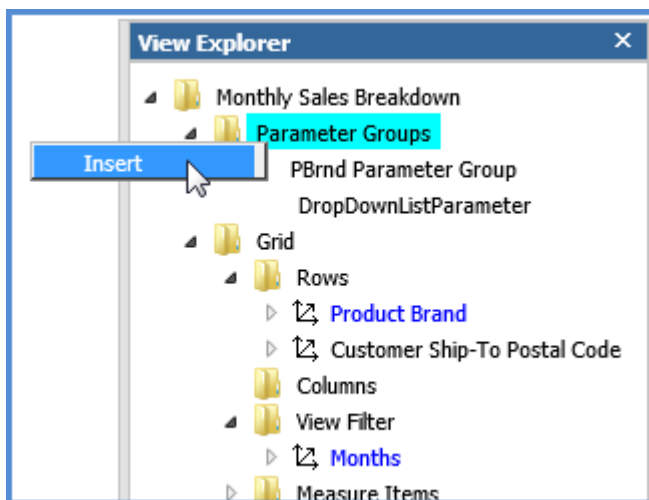 View Explorer
Monthly Sales Breakdown
Parameter Groups
Insert
PBrnd Parameter Group
DropDownListParameter
Grid
Rows
Product Brand
Customer Ship-To Postal Code
Columns
View Filter
Months
Measure Items